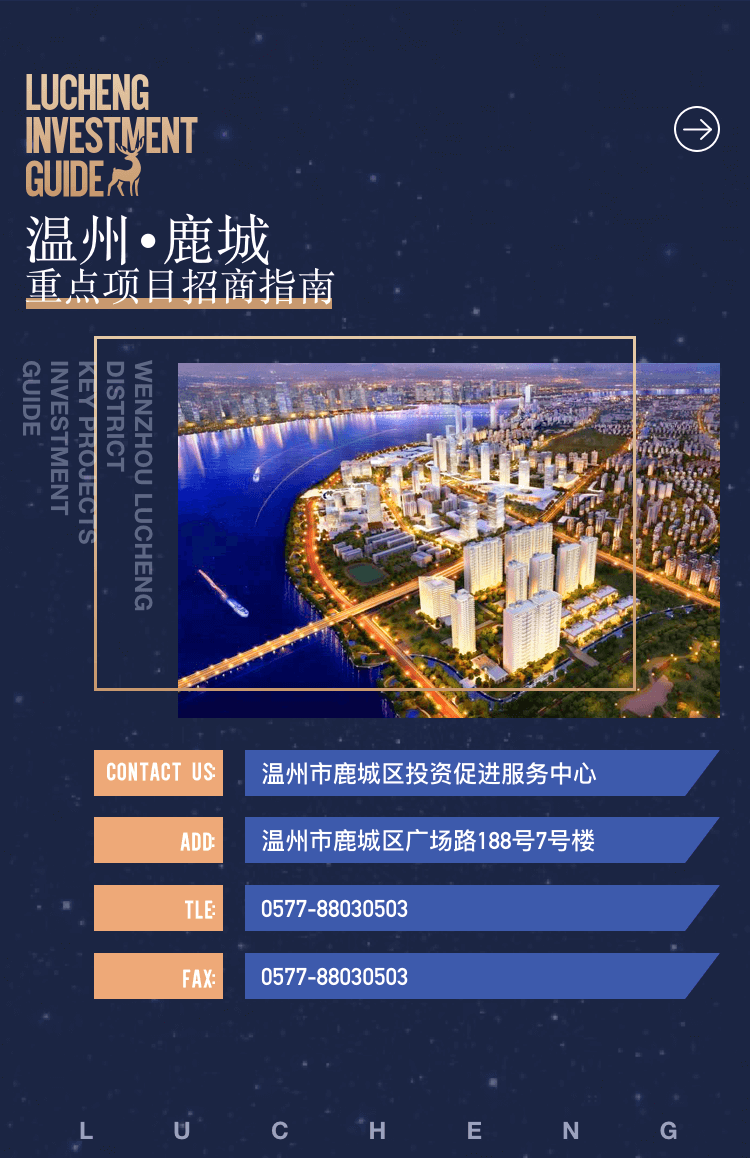 LUCHENG
INVESTMENT
GUIDE
温州•鹿城
重点项目招商指南
WENZHOU LUCHENG
DISTRICT
KEY PROJECTS
INVESTMENT
GUIDE
CONTACT US: 温州市鹿城区投资促进服务中心
ADD: 温州市鹿城区广场路188号7号楼
TLE: 0577-88030503
FAX: 0577-88030503
L U C H E N G